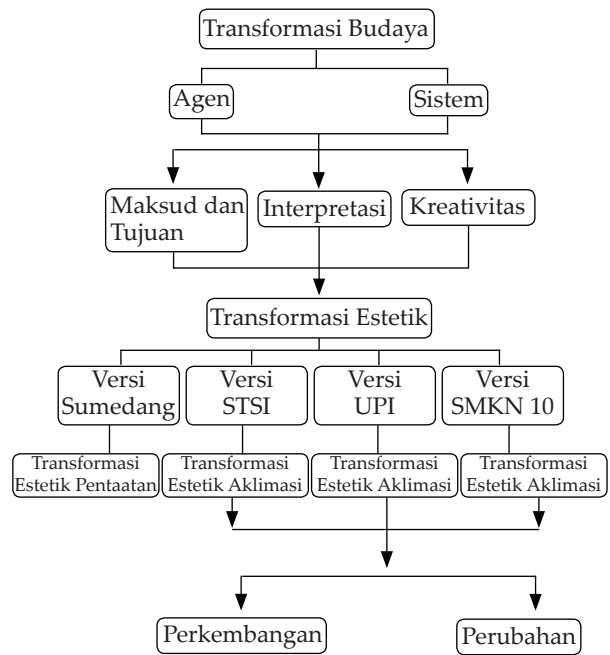 Transformasi Budaya
Agen
Sistem
Maksud dan
Tujuan
Interpretasi
Kreativitas
Transformasi Estetik
Versi
Sumedang
Versi
STSI
Versi
UPI
Versi
SMKN 10
Transformasi
Estetik Pentaatan
Transformasi
Estetik Aklimasi
Transformasi
Estetik Aklimasi
Transformasi
Estetik Aklimasi
Perkembangan
Perubahan